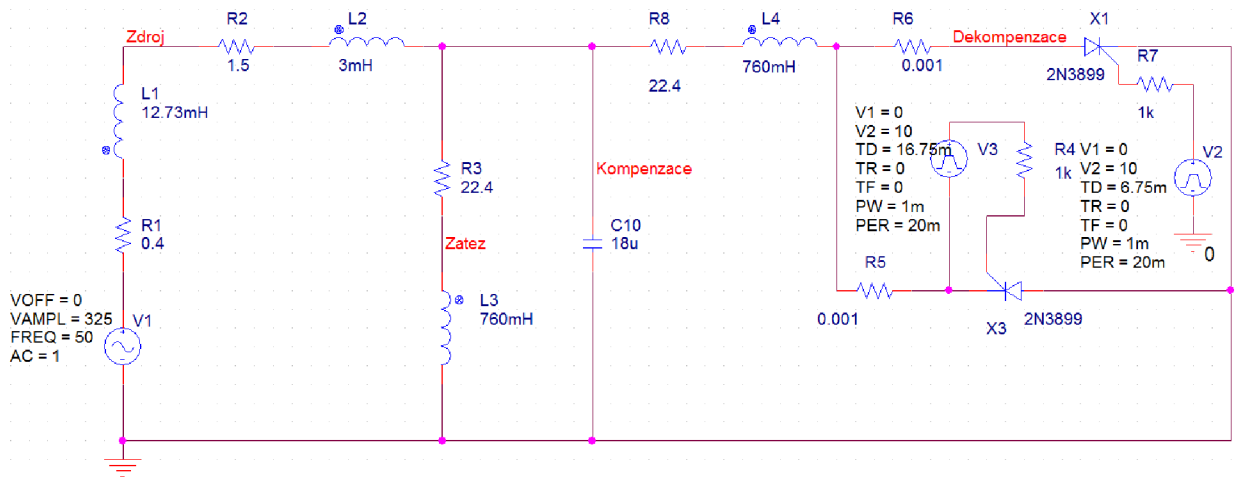 Zdroj
R2
1.5
L2
3mH
R8
22.4
L4
760mH
R6
0.001
Dekompenzace
X1
2N3899
R7
1k
L1
12.73mH
R1
0.4
VOFF = 0
VAMPL = 325
FREQ = 50
AC = 1
V1
R3
22.4
Zatez
L3
760mH
Kompenzace
C10
18u
V1 = 0
V2 = 10
TD = 16.75m
TR = 0
TF = 0
PW = 1m
PER = 20m
V3
R4
1k
V1 = 0
V2 = 10
TD = 6.75m
TR = 0
TF = 0
PW = 1m
PER = 20m
V2
0
R5
0.001
X3
2N3899